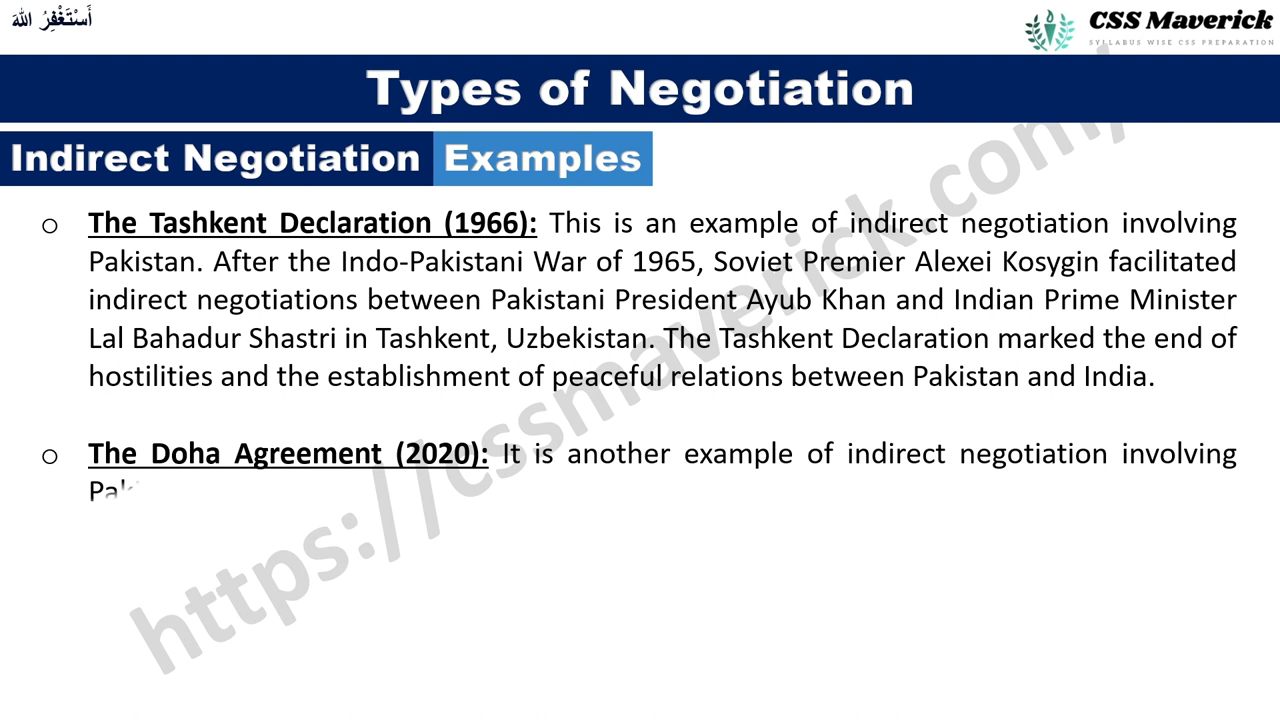 أَسْتَغْفِرُ اللهَ
CSS Maverick
SYLLABUS WISE CSS PREPARATION
Types of Negotiation
Indirect Negotiation Examples
o The Tashkent Declaration (1966): This is an example of indirect negotiation involving
Pakistan. After the Indo-Pakistani War of 1965, Soviet Premier Alexei Kosygin facilitated
indirect negotiations between Pakistani President Ayub Khan and Indian Prime Minister
Lal Bahadur Shastri in Tashkent, Uzbekistan. The Tashkent Declaration marked the end of
hostilities and the establishment of peaceful relations between Pakistan and India.
o The Doha Agreement (2020): It is another example of indirect negotiation involving
https://cssmaverick.com/